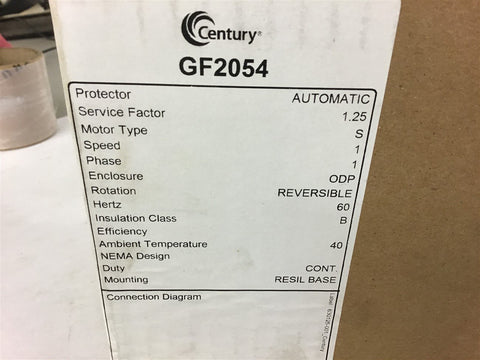 Century®
GF2054
Protector AUTOMATIC
Service Factor 1.25
Motor Type S
Speed 1
Phase 1
Enclosure ODP
Rotation REVERSIBLE
Hertz 60
Insulation Class B
Efficiency
Ambient Temperature 40
NEMA Design
Duty CONT.
Mounting RESIL BASE
Connection Diagram